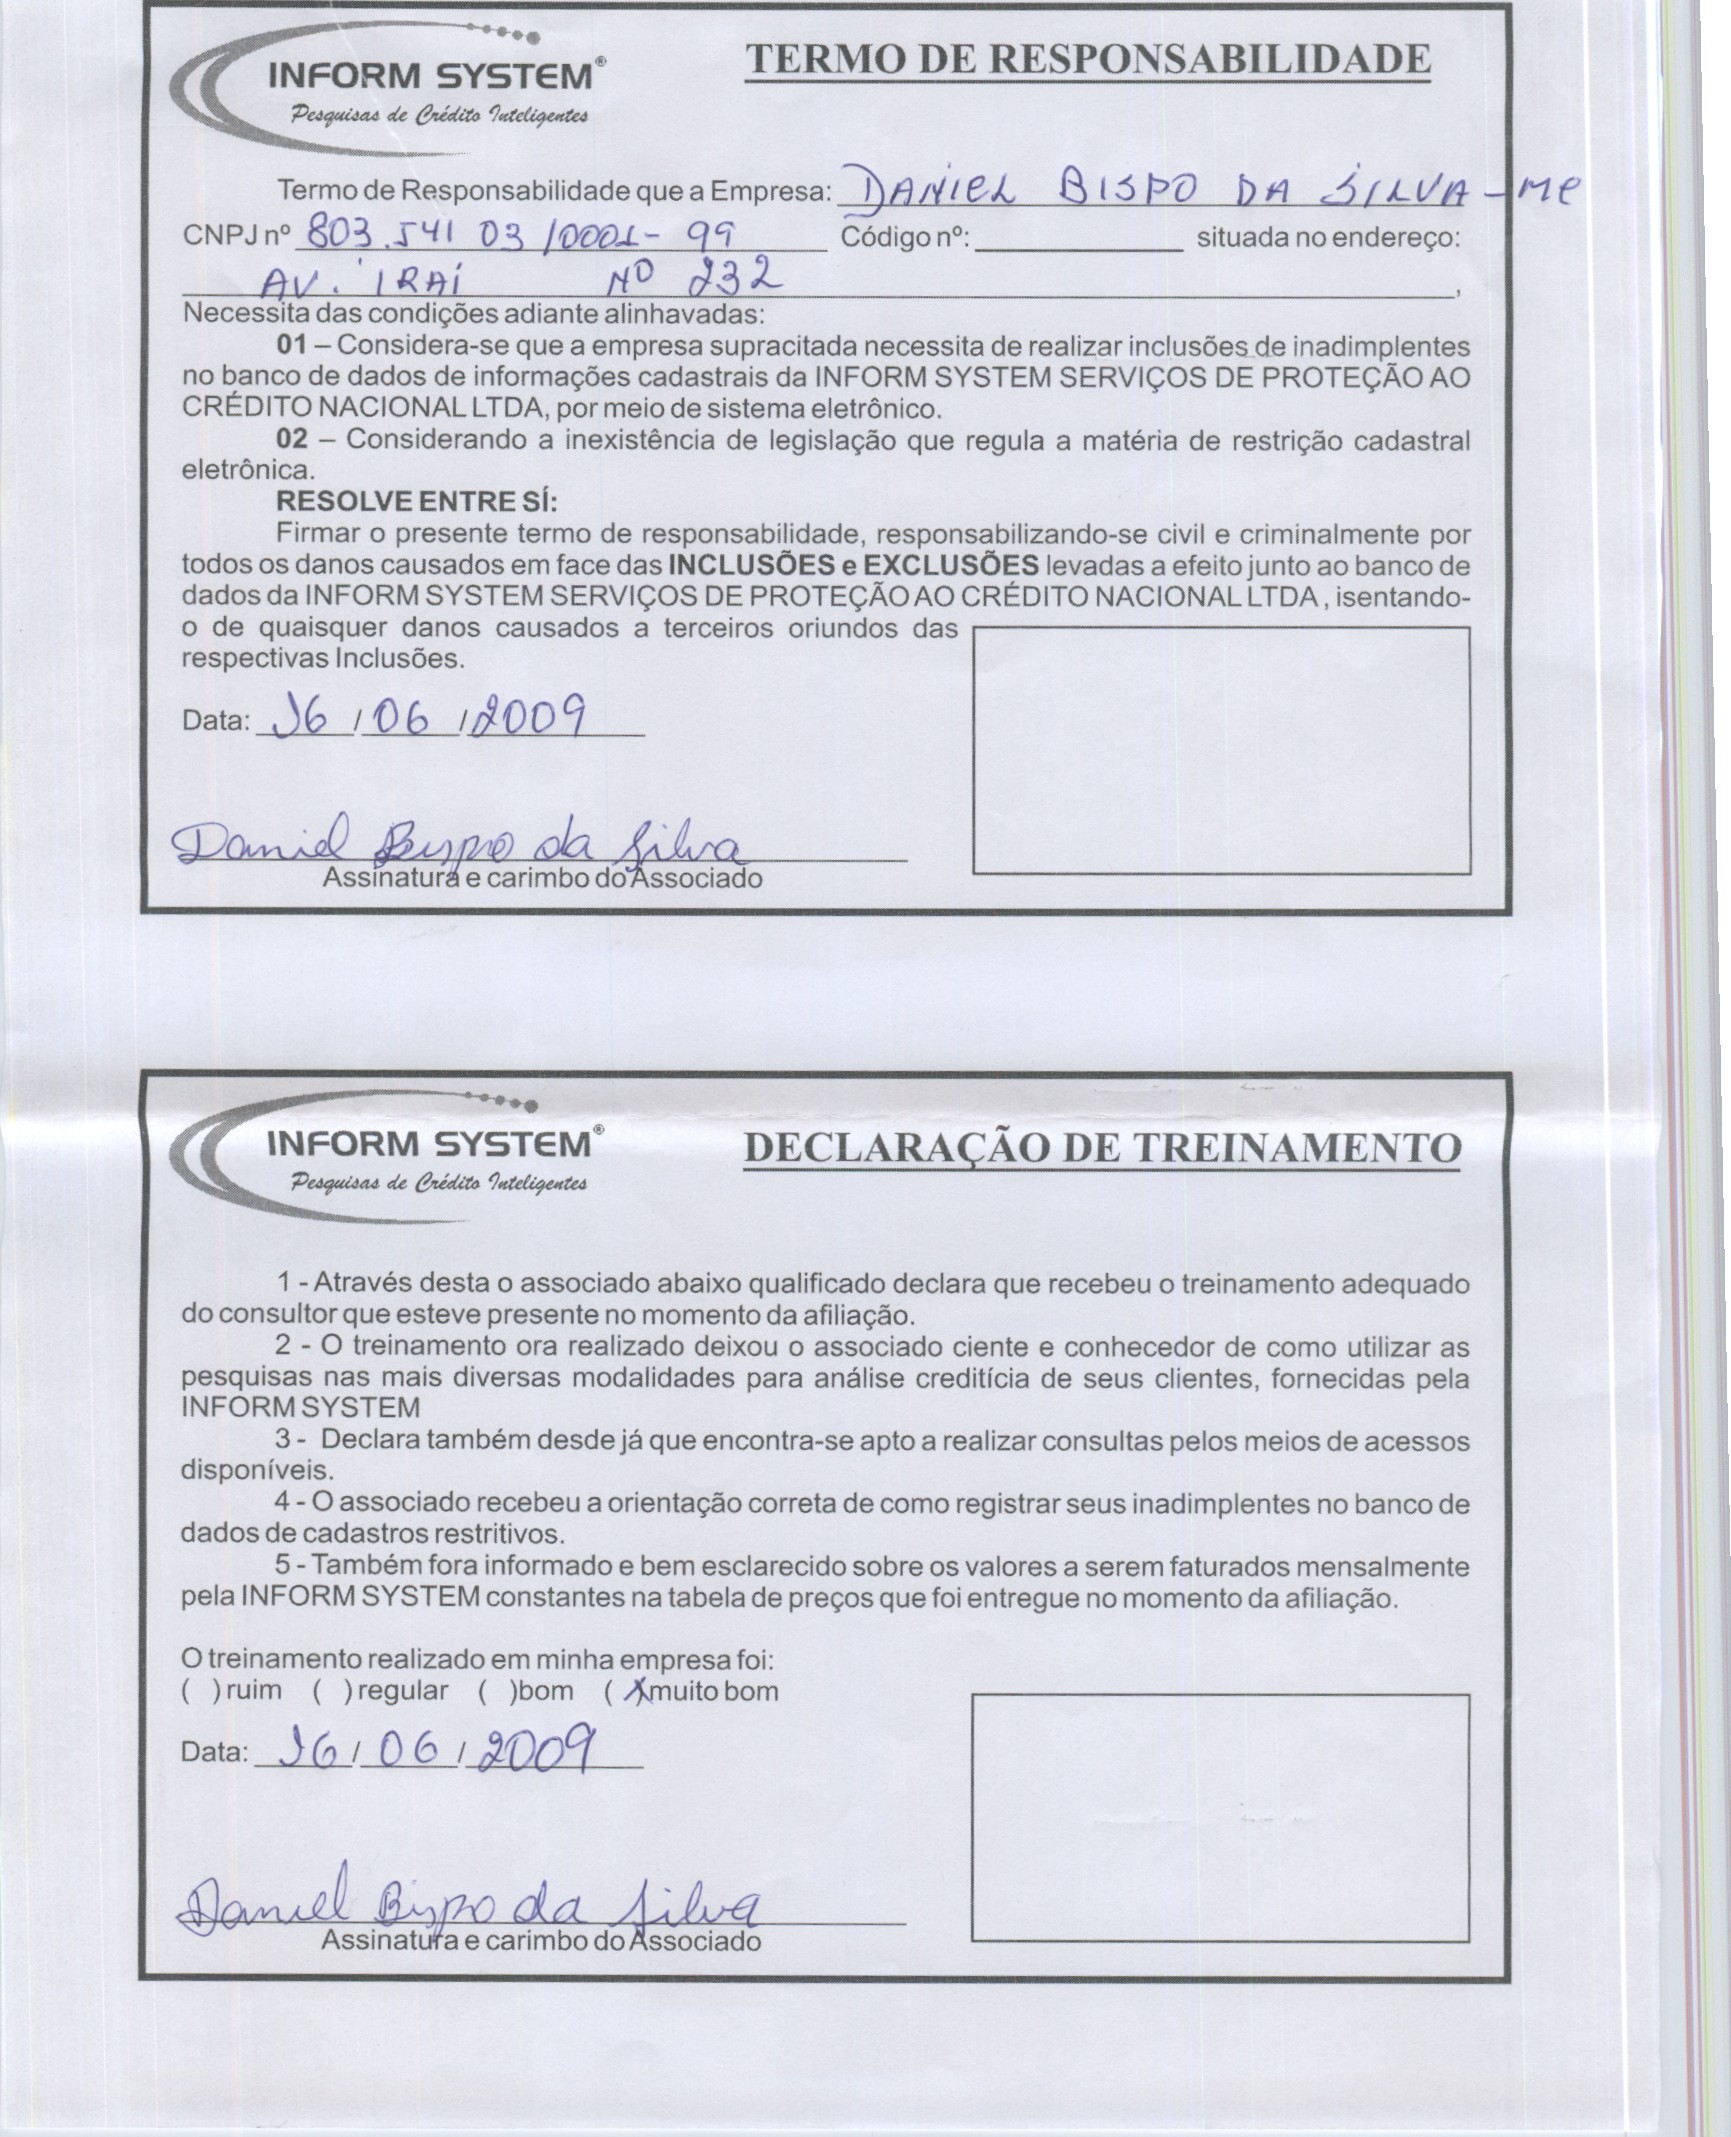 INFORM SYSTEM®
Pesquisas de Crédito Inteligentes
TERMO DE RESPONSABILIDADE
Termo de Responsabilidade que a Empresa: DANIEL BISPO DA SILVA - ME
CNPJ nº 803.541 03 /0001- 99 Código nº: situada no endereço:
AV. IRAÍ Nº 232 ,
Necessita das condições adiante alinhavadas:
01 – Considera-se que a empresa supracitada necessita de realizar inclusões de inadimplentes
no banco de dados de informações cadastrais da INFORM SYSTEM SERVIÇOS DE PROTEÇÃO AO
CRÉDITO NACIONAL LTDA, por meio de sistema eletrônico.
02 – Considerando a inexistência de legislação que regula a matéria de restrição cadastral
eletrônica.
RESOLVE ENTRE SÍ:
Firmar o presente termo de responsabilidade, responsabilizando-se civil e criminalmente por
todos os danos causados em face das INCLUSÕES e EXCLUSÕES levadas a efeito junto ao banco de
dados da INFORM SYSTEM SERVIÇOS DE PROTEÇÃO AO CRÉDITO NACIONAL LTDA , isentando-
o de quaisquer danos causados a terceiros oriundos das
respectivas Inclusões.
Data: 16 / 06 / 2009
Daniel Bispo da Silva
Assinatura e carimbo do Associado
INFORM SYSTEM®
Pesquisas de Crédito Inteligentes
DECLARAÇÃO DE TREINAMENTO
1 - Através desta o associado abaixo qualificado declara que recebeu o treinamento adequado
do consultor que esteve presente no momento da afiliação.
2 - O treinamento ora realizado deixou o associado ciente e conhecedor de como utilizar as
pesquisas nas mais diversas modalidades para análise creditícia de seus clientes, fornecidas pela
INFORM SYSTEM
3 - Declara também desde já que encontra-se apto a realizar consultas pelos meios de acessos
disponíveis.
4 - O associado recebeu a orientação correta de como registrar seus inadimplentes no banco de
dados de cadastros restritivos.
5 - Também fora informado e bem esclarecido sobre os valores a serem faturados mensalmente
pela INFORM SYSTEM constantes na tabela de preços que foi entregue no momento da afiliação.
O treinamento realizado em minha empresa foi:
( ) ruim ( ) regular ( ) bom ( X) muito bom
Data: 16 / 06 / 2009
Daniel Bispo da Silva
Assinatura e carimbo do Associado